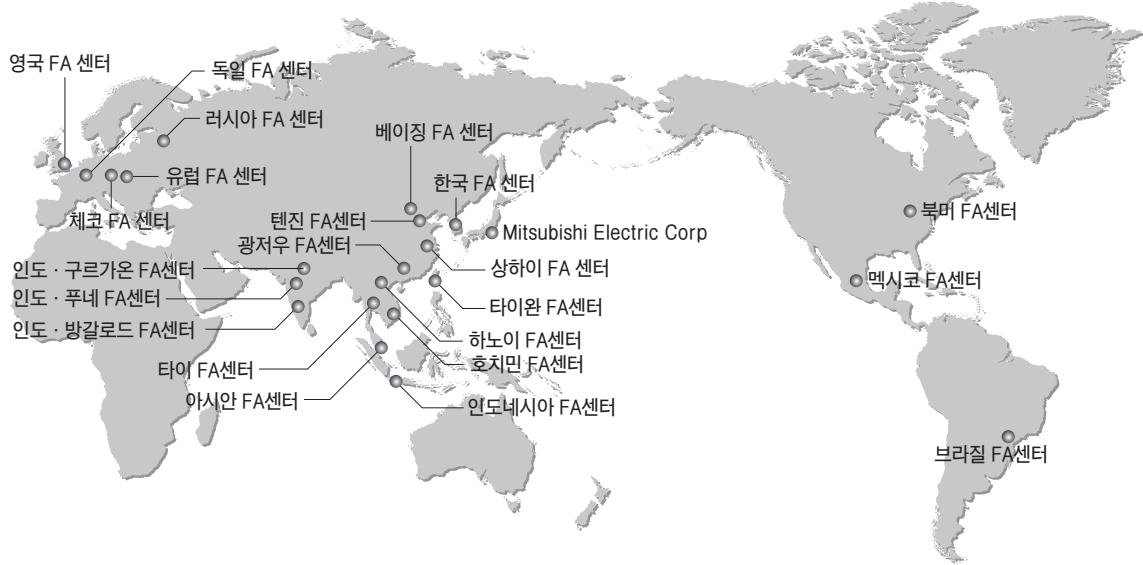 영국 FA 센터
독일 FA 센터
러시아 FA 센터
베이징 FA 센터
유럽 FA 센터
한국 FA 센터
체코 FA 센터
텐진 FA센터
북미 FA센터
Mitsubishi Electric Corp
광저우 FA센터
인도 · 구르가온 FA센터
상하이 FA 센터
멕시코 FA센터
인도 · 푸네 FA센터
타이완 FA센터
인도 · 방갈로드 FA센터
하노이 FA센터
호치민 FA센터
타이 FA센터
아시안 FA센터
인도네시아 FA센터
브라질 FA센터